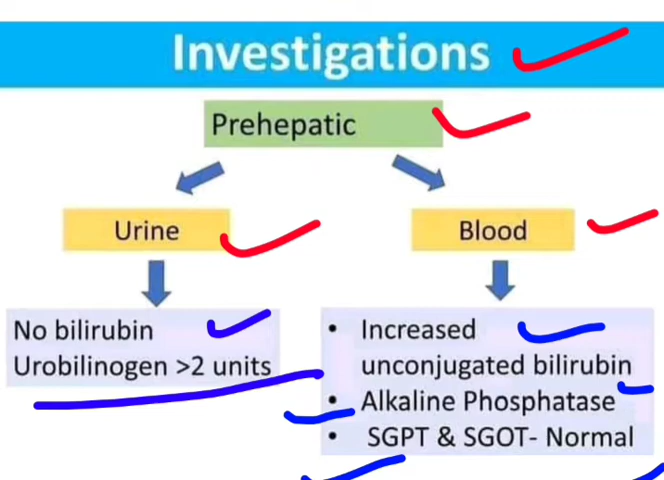 Investigations
Prehepatic
Urine
Blood
No bilirubin
Urobilinogen >2 units
• Increased
unconjugated bilirubin
• Alkaline Phosphatase
• SGPT & SGOT- Normal